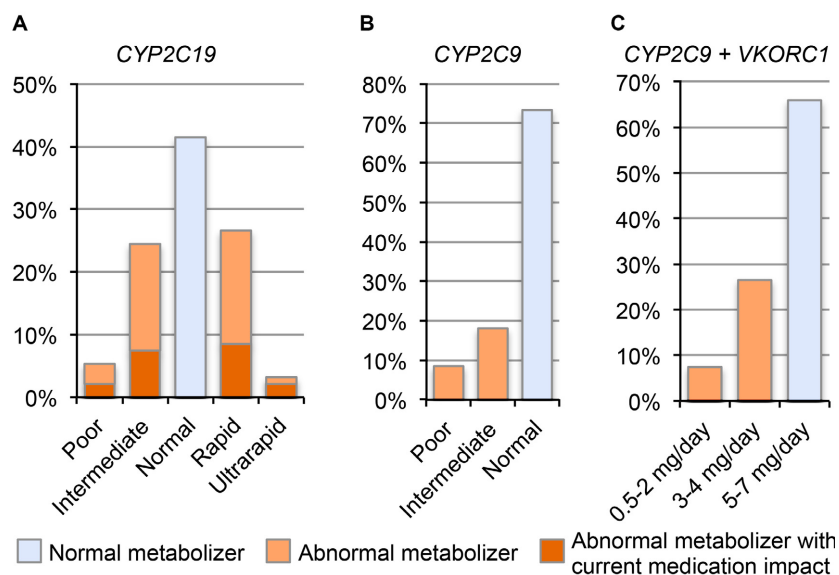 A
CYP2C19
50%
40%
30%
20%
10%
0%
Poor
Intermediate
Normal
Rapid
Ultrarapid
B
CYP2C9
80%
70%
60%
50%
40%
30%
20%
10%
0%
Poor
Intermediate
Normal
C
CYP2C9 + VKORC1
70%
60%
50%
40%
30%
20%
10%
0%
0.5-2 mg/day
3-4 mg/day
5-7 mg/day
Normal metabolizer
Abnormal metabolizer
Abnormal metabolizer with
current medication impact